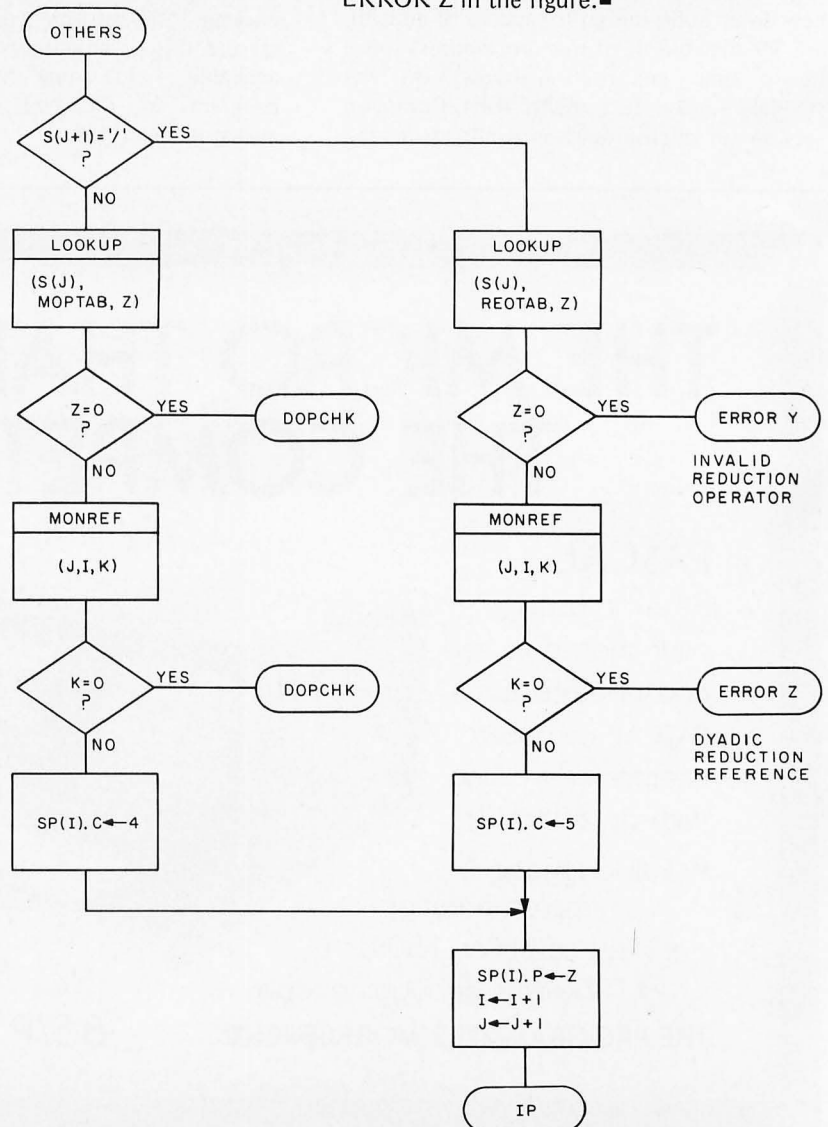 ERROR Z in the figure.■
OTHERS
S(J+1)='/'
?
YES
NO
LOOKUP
(S(J),
MOPTAB, Z)
LOOKUP
(S(J),
REOTAB, Z)
Z=0
?
YES
DOPCHK
NO
Z=0
?
YES
ERROR Y
INVALID
REDUCTION
OPERATOR
NO
MONREF
(J,I,K)
MONREF
(J,I,K)
K=0
?
YES
DOPCHK
NO
K=0
?
YES
ERROR Z
DYADIC
REDUCTION
REFERENCE
NO
SP(I).C←4
SP(I).C←5
SP(I).P←Z
I←I+1
J←J+1
IP